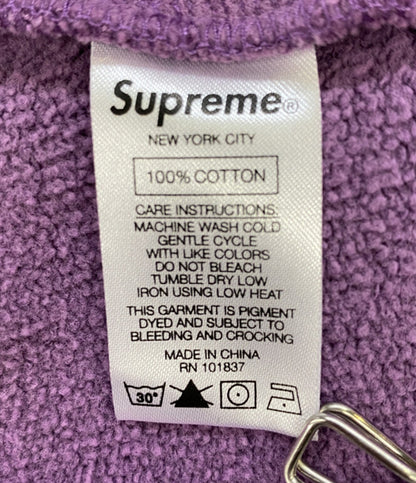 Supreme®
NEW YORK CITY
100% COTTON
CARE INSTRUCTIONS:
MACHINE WASH COLD
GENTLE CYCLE
WITH LIKE COLORS
DO NOT BLEACH
TUMBLE DRY LOW
IRON USING LOW HEAT
THIS GARMENT IS PIGMENT
DYED AND SUBJECT TO
BLEEDING AND CROCKING
MADE IN CHINA
RN 101837
30°